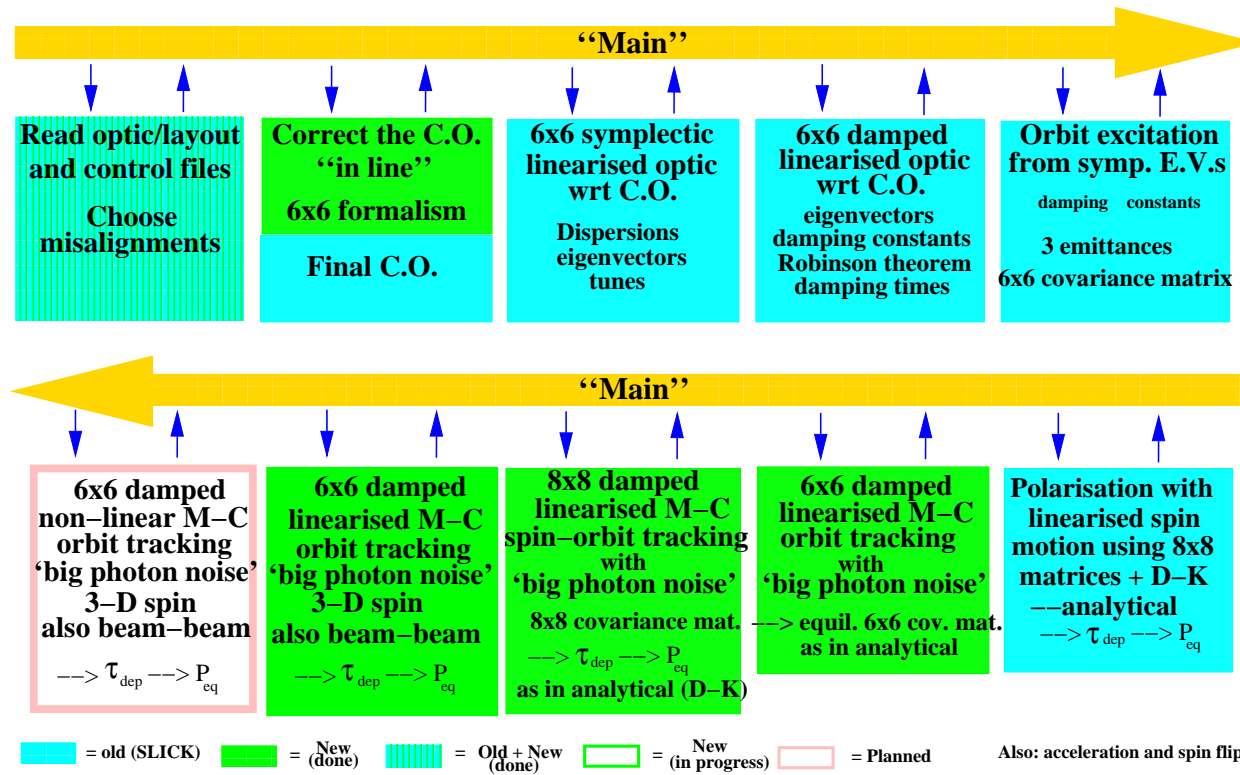 ‘‘Main’’
Read optic/layout
and control files
Choose
misalignments
Correct the C.O.
‘‘in line’’
6x6 formalism
Final C.O.
6x6 symplectic
linearised optic
wrt C.O.
Dispersions
eigenvectors
tunes
6x6 damped
linearised optic
wrt C.O.
eigenvectors
damping constants
Robinson theorem
damping times
Orbit excitation
from symp. E.V.s
damping constants
3 emittances
6x6 covariance matrix
‘‘Main’’
6x6 damped
non−linear M−C
orbit tracking
‘big photon noise’
3−D spin
also beam−beam
−−> τdep −−> Peq
6x6 damped
linearised M−C
orbit tracking
‘big photon noise’
3−D spin
also beam−beam
−−> τdep −−> Peq
8x8 damped
linearised M−C
spin−orbit tracking
with
‘big photon noise’
8x8 covariance mat.
−−> τdep −−> Peq
as in analytical (D−K)
6x6 damped
linearised M−C
orbit tracking
with
‘big photon noise’
−−> equil. 6x6 cov. mat.
as in analytical
Polarisation with
linearised spin
motion using 8x8
matrices + D−K
−−analytical
−−> τdep −−> Peq
= old (SLICK)
= New
(done)
= Old + New
(done)
= New
(in progress)
= Planned
Also: acceleration and spin flip